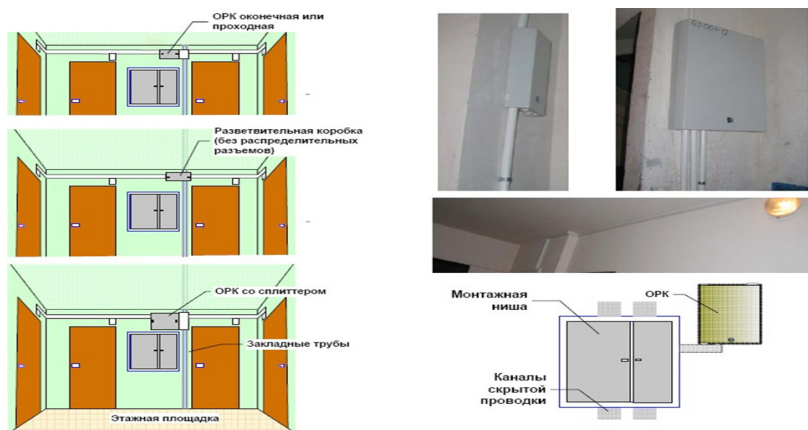 ОРК оконечная или
проходная
Разветвительная коробка
(без распределительных
разъемов)
ОРК со сплиттером
Закладные трубы
Этажная площадка
Монтажная
ниша
ОРК
Каналы
скрытой
проводки